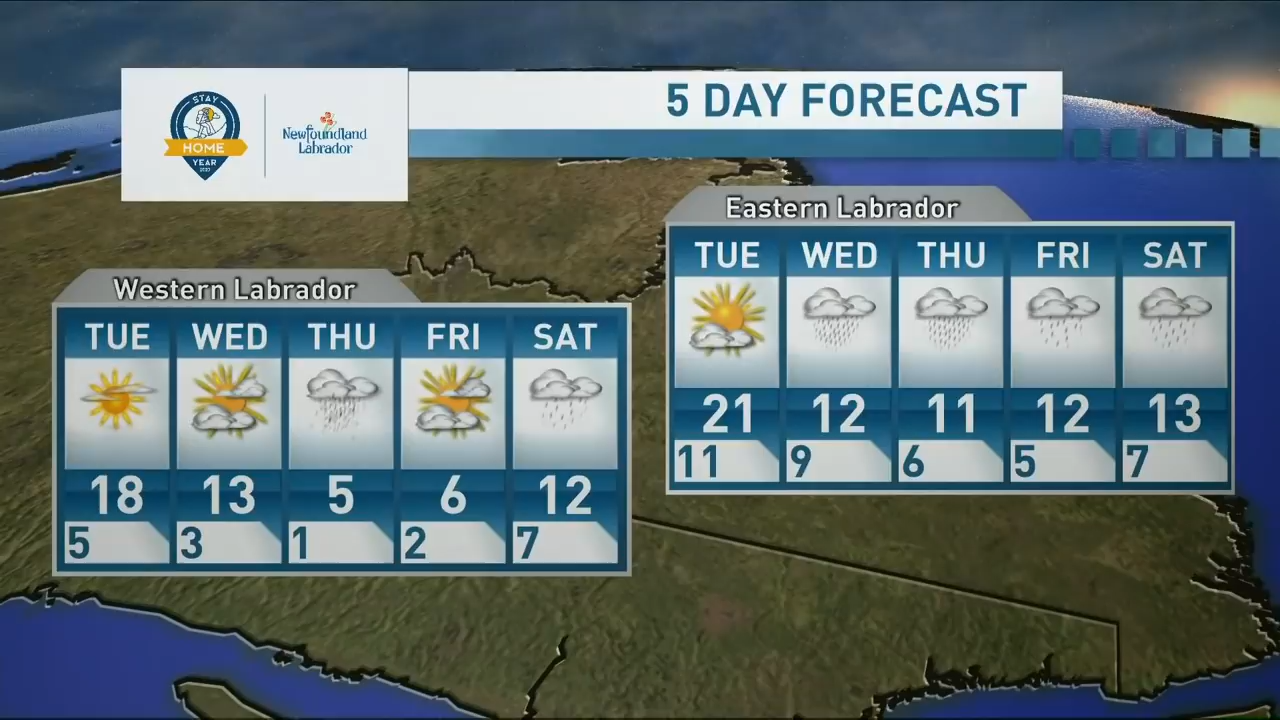 STAY
HOME
YEAR
2020
Newfoundland
Labrador
5 DAY FORECAST
Western Labrador
TUE WED THU FRI SAT
18 13 5 6 12
5 3 1 2 7
Eastern Labrador
TUE WED THU FRI SAT
21 12 11 12 13
11 9 6 5 7